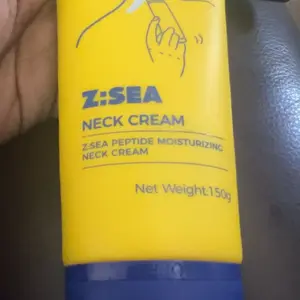 Z:SEA
NECK CREAM
Z:SEA PEPTIDE MOISTURIZING
NECK CREAM
Net Weight:150g